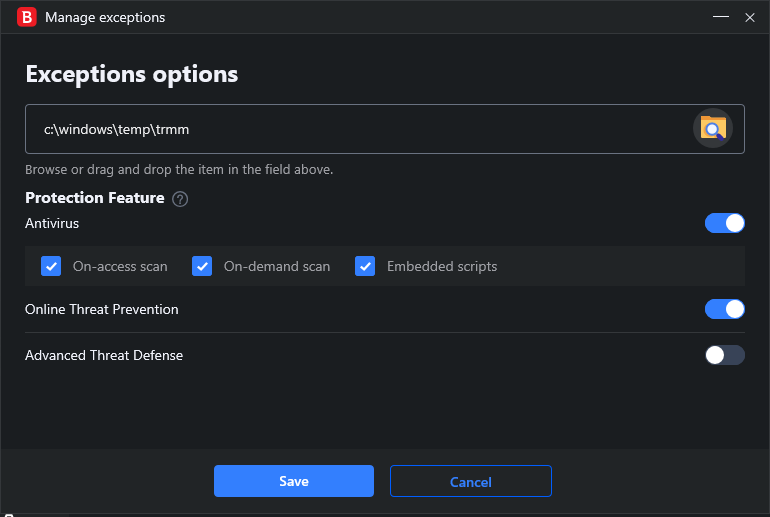 B Manage exceptions
Exceptions options
c:\windows\temp\trmm
Browse or drag and drop the item in the field above.
Protection Feature ?
Antivirus
On-access scan On-demand scan Embedded scripts
Online Threat Prevention
Advanced Threat Defense
Save Cancel